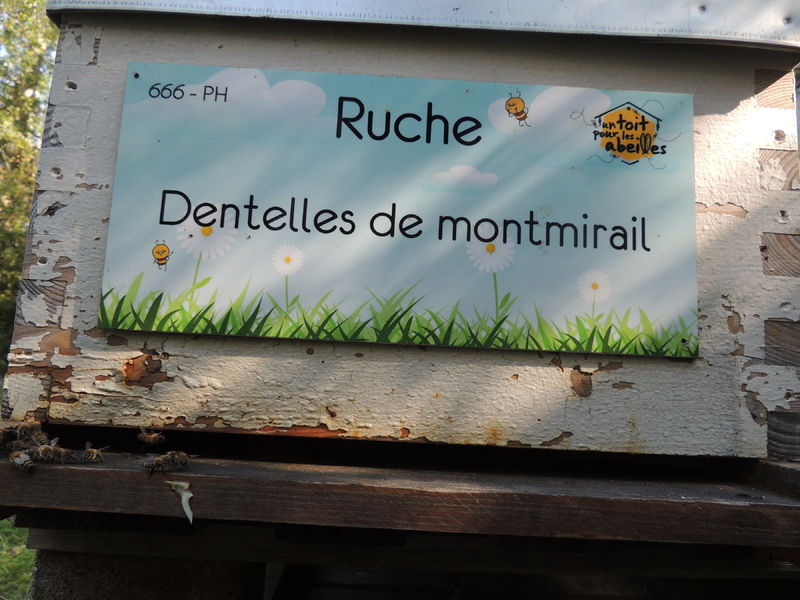 666 - PH
Ruche
un toit
pour les
abeilles
Dentelles de montmirail